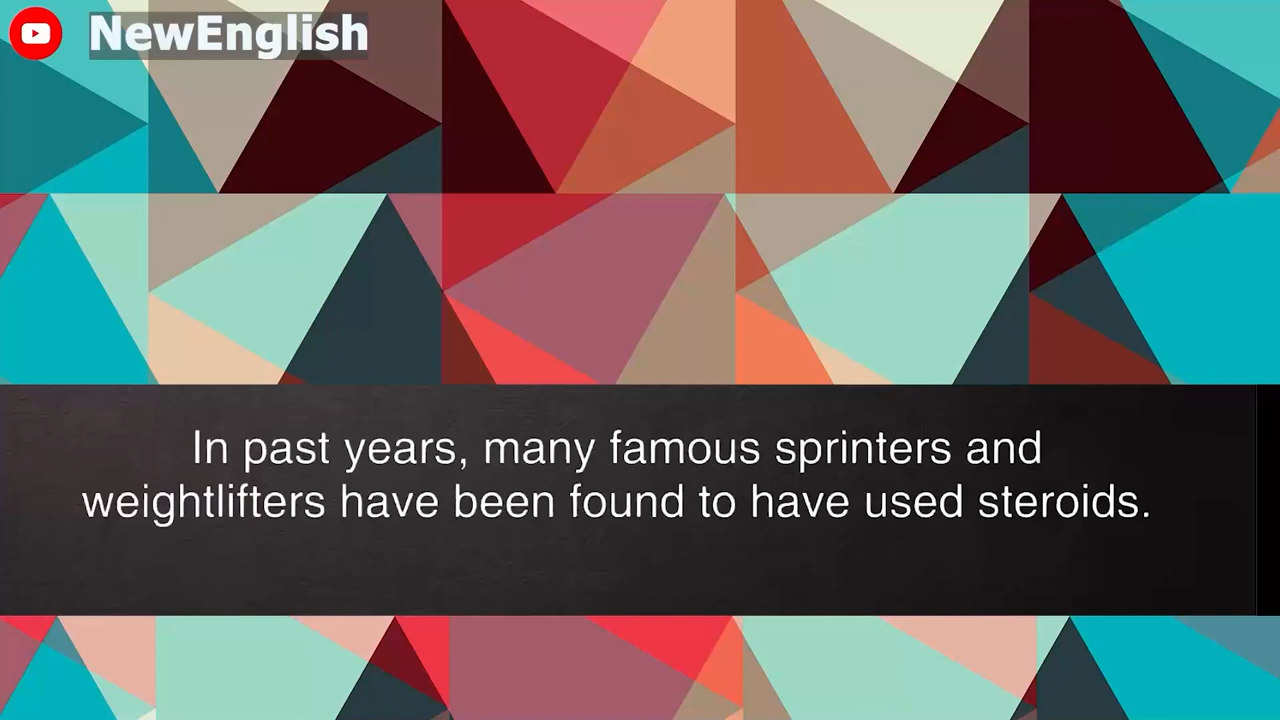 NewEnglish
In past years, many famous sprinters and
weightlifters have been found to have used steroids.